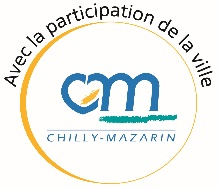 Avec la participation de la ville
cm
CHILLY-MAZARIN